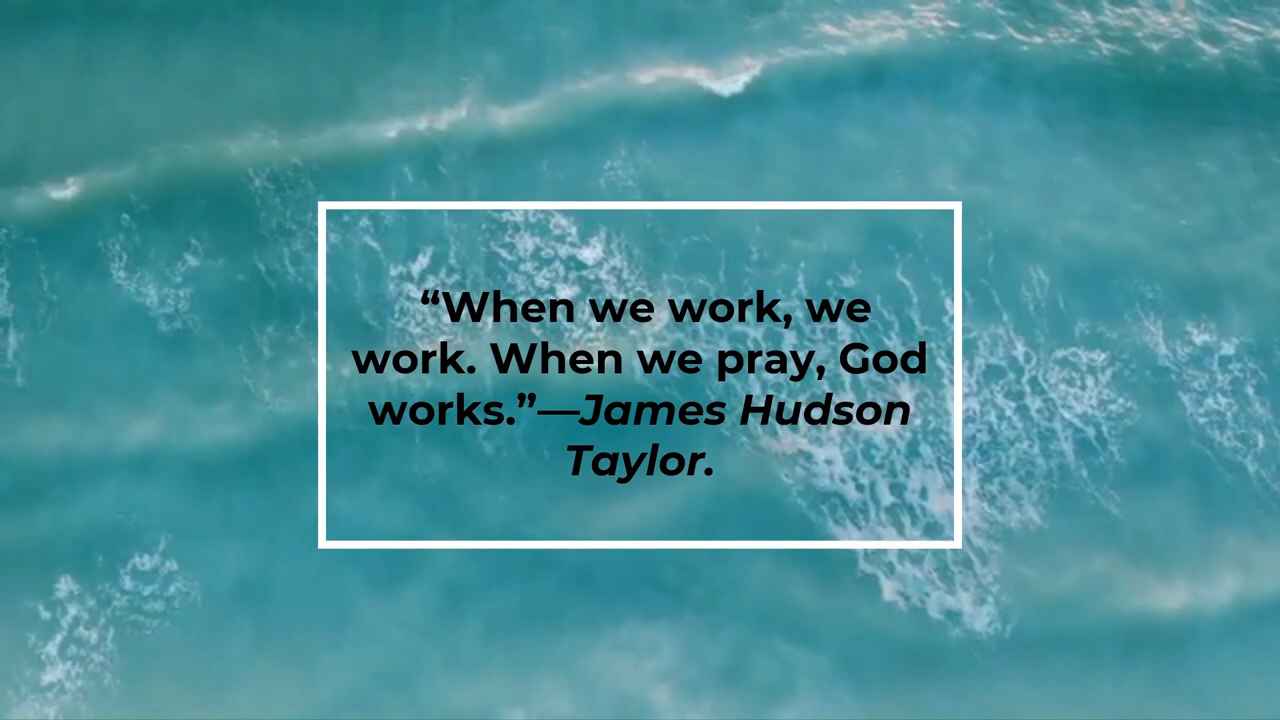 “When we work, we
work. When we pray, God
works.”—James Hudson
Taylor.